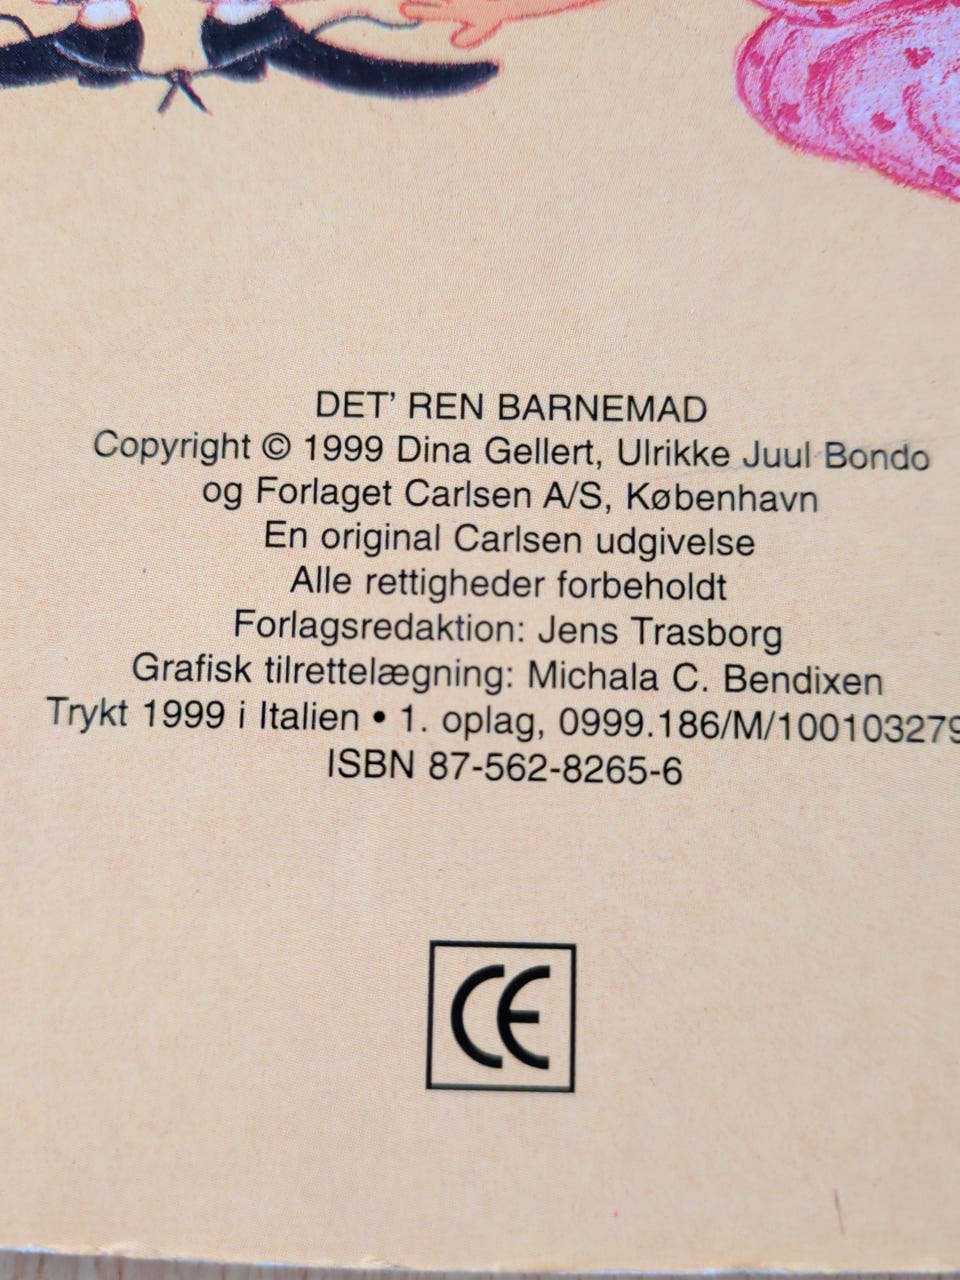 DET' REN BARNEMAD
Copyright © 1999 Dina Gellert, Ulrikke Juul Bondo
og Forlaget Carlsen A/S, København
En original Carlsen udgivelse
Alle rettigheder forbeholdt
Forlagsredaktion: Jens Trasborg
Grafisk tilrettelægning: Michala C. Bendixen
Trykt 1999 i Italien • 1. oplag, 0999.186/M/100103279
ISBN 87-562-8265-6
CE